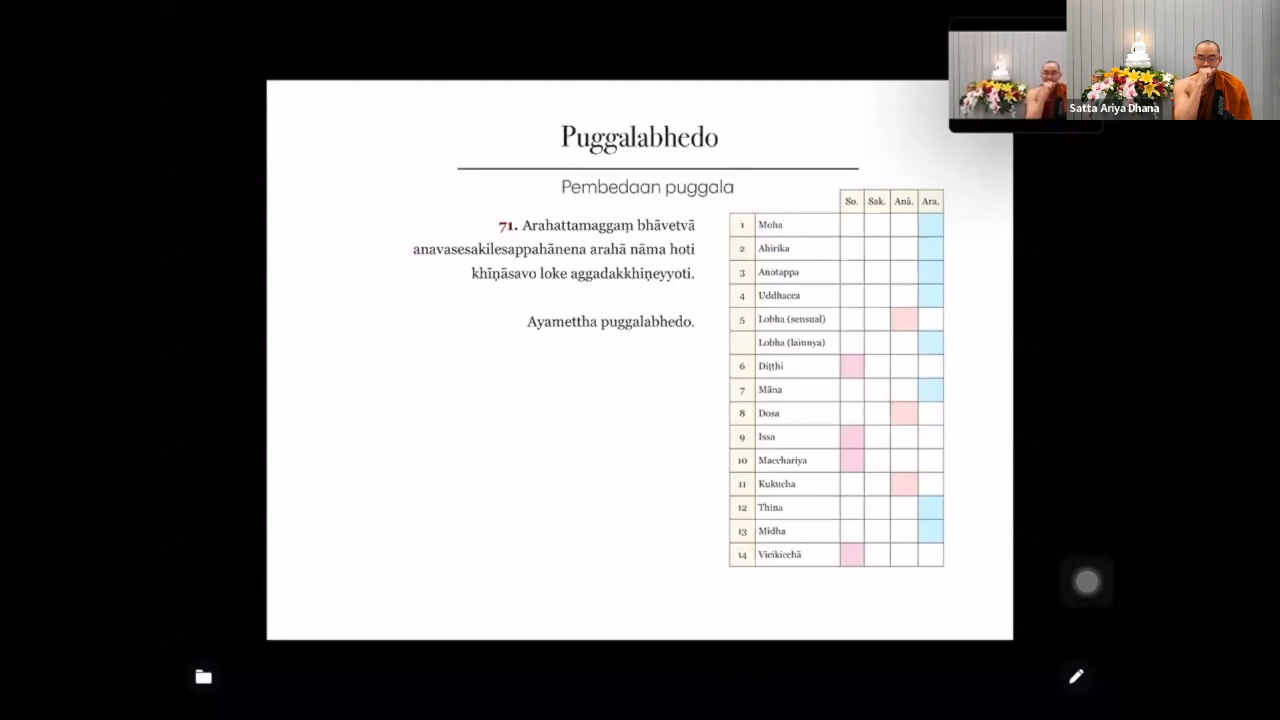 Satta Ariya Dhana
Puggalabhedo
Pembedaan puggala
71. Arahattamaggaṃ bhāvetvā
anavasesakilesappahānena arahā nāma hoti
khīṇāsavo loke aggadakkhiṇeyyoti.
Ayamettha puggalabhedo.
So. Sak. Anā. Ara.
1 Moha
2 Ahirika
3 Anotappa
4 Uddhacca
5 Lobha (sensual)
Lobha (lainnya)
6 Diṭṭhi
7 Māna
8 Dosa
9 Issa
10 Macchariya
11 Kukucha
12 Thina
13 Midha
14 Vicikicchā